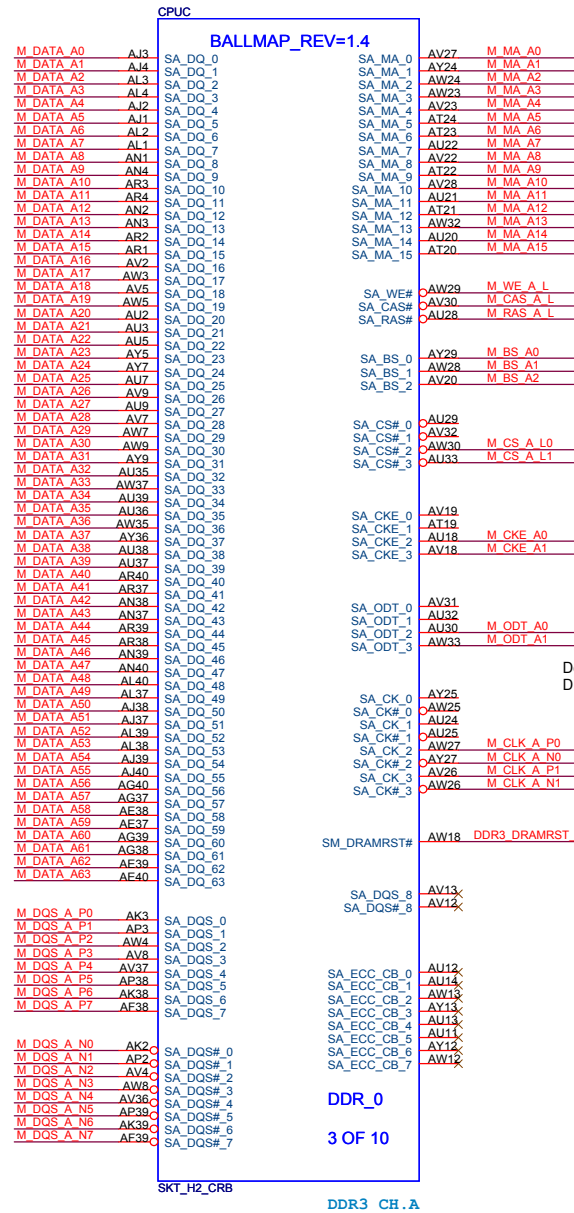 CPUC
BALLMAP_REV=1.4
M_DATA_A0 AJ3 SA_DQ_0
M_DATA_A1 AJ4 SA_DQ_1
M_DATA_A2 AL3 SA_DQ_2
M_DATA_A3 AL4 SA_DQ_3
M_DATA_A4 AJ2 SA_DQ_4
M_DATA_A5 AJ1 SA_DQ_5
M_DATA_A6 AL2 SA_DQ_6
M_DATA_A7 AL1 SA_DQ_7
M_DATA_A8 AN1 SA_DQ_8
M_DATA_A9 AN4 SA_DQ_9
M_DATA_A10 AR3 SA_DQ_10
M_DATA_A11 AR4 SA_DQ_11
M_DATA_A12 AN2 SA_DQ_12
M_DATA_A13 AN3 SA_DQ_13
M_DATA_A14 AR2 SA_DQ_14
M_DATA_A15 AR1 SA_DQ_15
M_DATA_A16 AV2 SA_DQ_16
M_DATA_A17 AW3 SA_DQ_17
M_DATA_A18 AV5 SA_DQ_18
M_DATA_A19 AW5 SA_DQ_19
M_DATA_A20 AU2 SA_DQ_20
M_DATA_A21 AU3 SA_DQ_21
M_DATA_A22 AU5 SA_DQ_22
M_DATA_A23 AY5 SA_DQ_23
M_DATA_A24 AY7 SA_DQ_24
M_DATA_A25 AU7 SA_DQ_25
M_DATA_A26 AV9 SA_DQ_26
M_DATA_A27 AU9 SA_DQ_27
M_DATA_A28 AV7 SA_DQ_28
M_DATA_A29 AW7 SA_DQ_29
M_DATA_A30 AW9 SA_DQ_30
M_DATA_A31 AY9 SA_DQ_31
M_DATA_A32 AU35 SA_DQ_32
M_DATA_A33 AW37 SA_DQ_33
M_DATA_A34 AU39 SA_DQ_34
M_DATA_A35 AU36 SA_DQ_35
M_DATA_A36 AW35 SA_DQ_36
M_DATA_A37 AY36 SA_DQ_37
M_DATA_A38 AU38 SA_DQ_38
M_DATA_A39 AU37 SA_DQ_39
M_DATA_A40 AR40 SA_DQ_40
M_DATA_A41 AR37 SA_DQ_41
M_DATA_A42 AN38 SA_DQ_42
M_DATA_A43 AN37 SA_DQ_43
M_DATA_A44 AR39 SA_DQ_44
M_DATA_A45 AR38 SA_DQ_45
M_DATA_A46 AN39 SA_DQ_46
M_DATA_A47 AN40 SA_DQ_47
M_DATA_A48 AL40 SA_DQ_48
M_DATA_A49 AL37 SA_DQ_49
M_DATA_A50 AJ38 SA_DQ_50
M_DATA_A51 AJ37 SA_DQ_51
M_DATA_A52 AL39 SA_DQ_52
M_DATA_A53 AL38 SA_DQ_53
M_DATA_A54 AJ39 SA_DQ_54
M_DATA_A55 AJ40 SA_DQ_55
M_DATA_A56 AG40 SA_DQ_56
M_DATA_A57 AG37 SA_DQ_57
M_DATA_A58 AE38 SA_DQ_58
M_DATA_A59 AE37 SA_DQ_59
M_DATA_A60 AG39 SA_DQ_60
M_DATA_A61 AG38 SA_DQ_61
M_DATA_A62 AE39 SA_DQ_62
M_DATA_A63 AE40 SA_DQ_63
M_DQS_A_P0 AK3 SA_DQS_0
M_DQS_A_P1 AP3 SA_DQS_1
M_DQS_A_P2 AW4 SA_DQS_2
M_DQS_A_P3 AV8 SA_DQS_3
M_DQS_A_P4 AV37 SA_DQS_4
M_DQS_A_P5 AP38 SA_DQS_5
M_DQS_A_P6 AK38 SA_DQS_6
M_DQS_A_P7 AF38 SA_DQS_7
M_DQS_A_N0 AK2 SA_DQS#_0
M_DQS_A_N1 AP2 SA_DQS#_1
M_DQS_A_N2 AV4 SA_DQS#_2
M_DQS_A_N3 AW8 SA_DQS#_3
M_DQS_A_N4 AV36 SA_DQS#_4
M_DQS_A_N5 AP39 SA_DQS#_5
M_DQS_A_N6 AK39 SA_DQS#_6
M_DQS_A_N7 AF39 SA_DQS#_7
SA_MA_0 AV27 M_MA_A0
SA_MA_1 AY24 M_MA_A1
SA_MA_2 AW24 M_MA_A2
SA_MA_3 AW23 M_MA_A3
SA_MA_4 AV23 M_MA_A4
SA_MA_5 AT24 M_MA_A5
SA_MA_6 AT23 M_MA_A6
SA_MA_7 AU22 M_MA_A7
SA_MA_8 AV22 M_MA_A8
SA_MA_9 AT22 M_MA_A9
SA_MA_10 AV28 M_MA_A10
SA_MA_11 AU21 M_MA_A11
SA_MA_12 AT21 M_MA_A12
SA_MA_13 AW32 M_MA_A13
SA_MA_14 AU20 M_MA_A14
SA_MA_15 AT20 M_MA_A15
SA_WE# AW29 M_WE_A_L
SA_CAS# AV30 M_CAS_A_L
SA_RAS# AU28 M_RAS_A_L
SA_BS_0 AY29 M_BS_A0
SA_BS_1 AW28 M_BS_A1
SA_BS_2 AV20 M_BS_A2
SA_CS#_0 AU29
SA_CS#_1 AV32
SA_CS#_2 AW30 M_CS_A_L0
SA_CS#_3 AU33 M_CS_A_L1
SA_CKE_0 AV19
SA_CKE_1 AT19
SA_CKE_2 AU18 M_CKE_A0
SA_CKE_3 AV18 M_CKE_A1
SA_ODT_0 AV31
SA_ODT_1 AU32
SA_ODT_2 AU30 M_ODT_A0
SA_ODT_3 AW33 M_ODT_A1
D
D
SA_CK_0 AY25
SA_CK#_0 AW25
SA_CK_1 AU24
SA_CK#_1 AU25
SA_CK_2 AW27 M_CLK_A_P0
SA_CK#_2 AY27 M_CLK_A_N0
SA_CK_3 AV26 M_CLK_A_P1
SA_CK#_3 AW26 M_CLK_A_N1
SM_DRAMRST# AW18 DDR3_DRAMRST_
SA_DQS_8 AV13
SA_DQS#_8 AV12
SA_ECC_CB_0 AU12
SA_ECC_CB_1 AU14
SA_ECC_CB_2 AW13
SA_ECC_CB_3 AY13
SA_ECC_CB_4 AU13
SA_ECC_CB_5 AU11
SA_ECC_CB_6 AY12
SA_ECC_CB_7 AW12
DDR_0
3 OF 10
SKT_H2_CRB
DDR3 CH.A